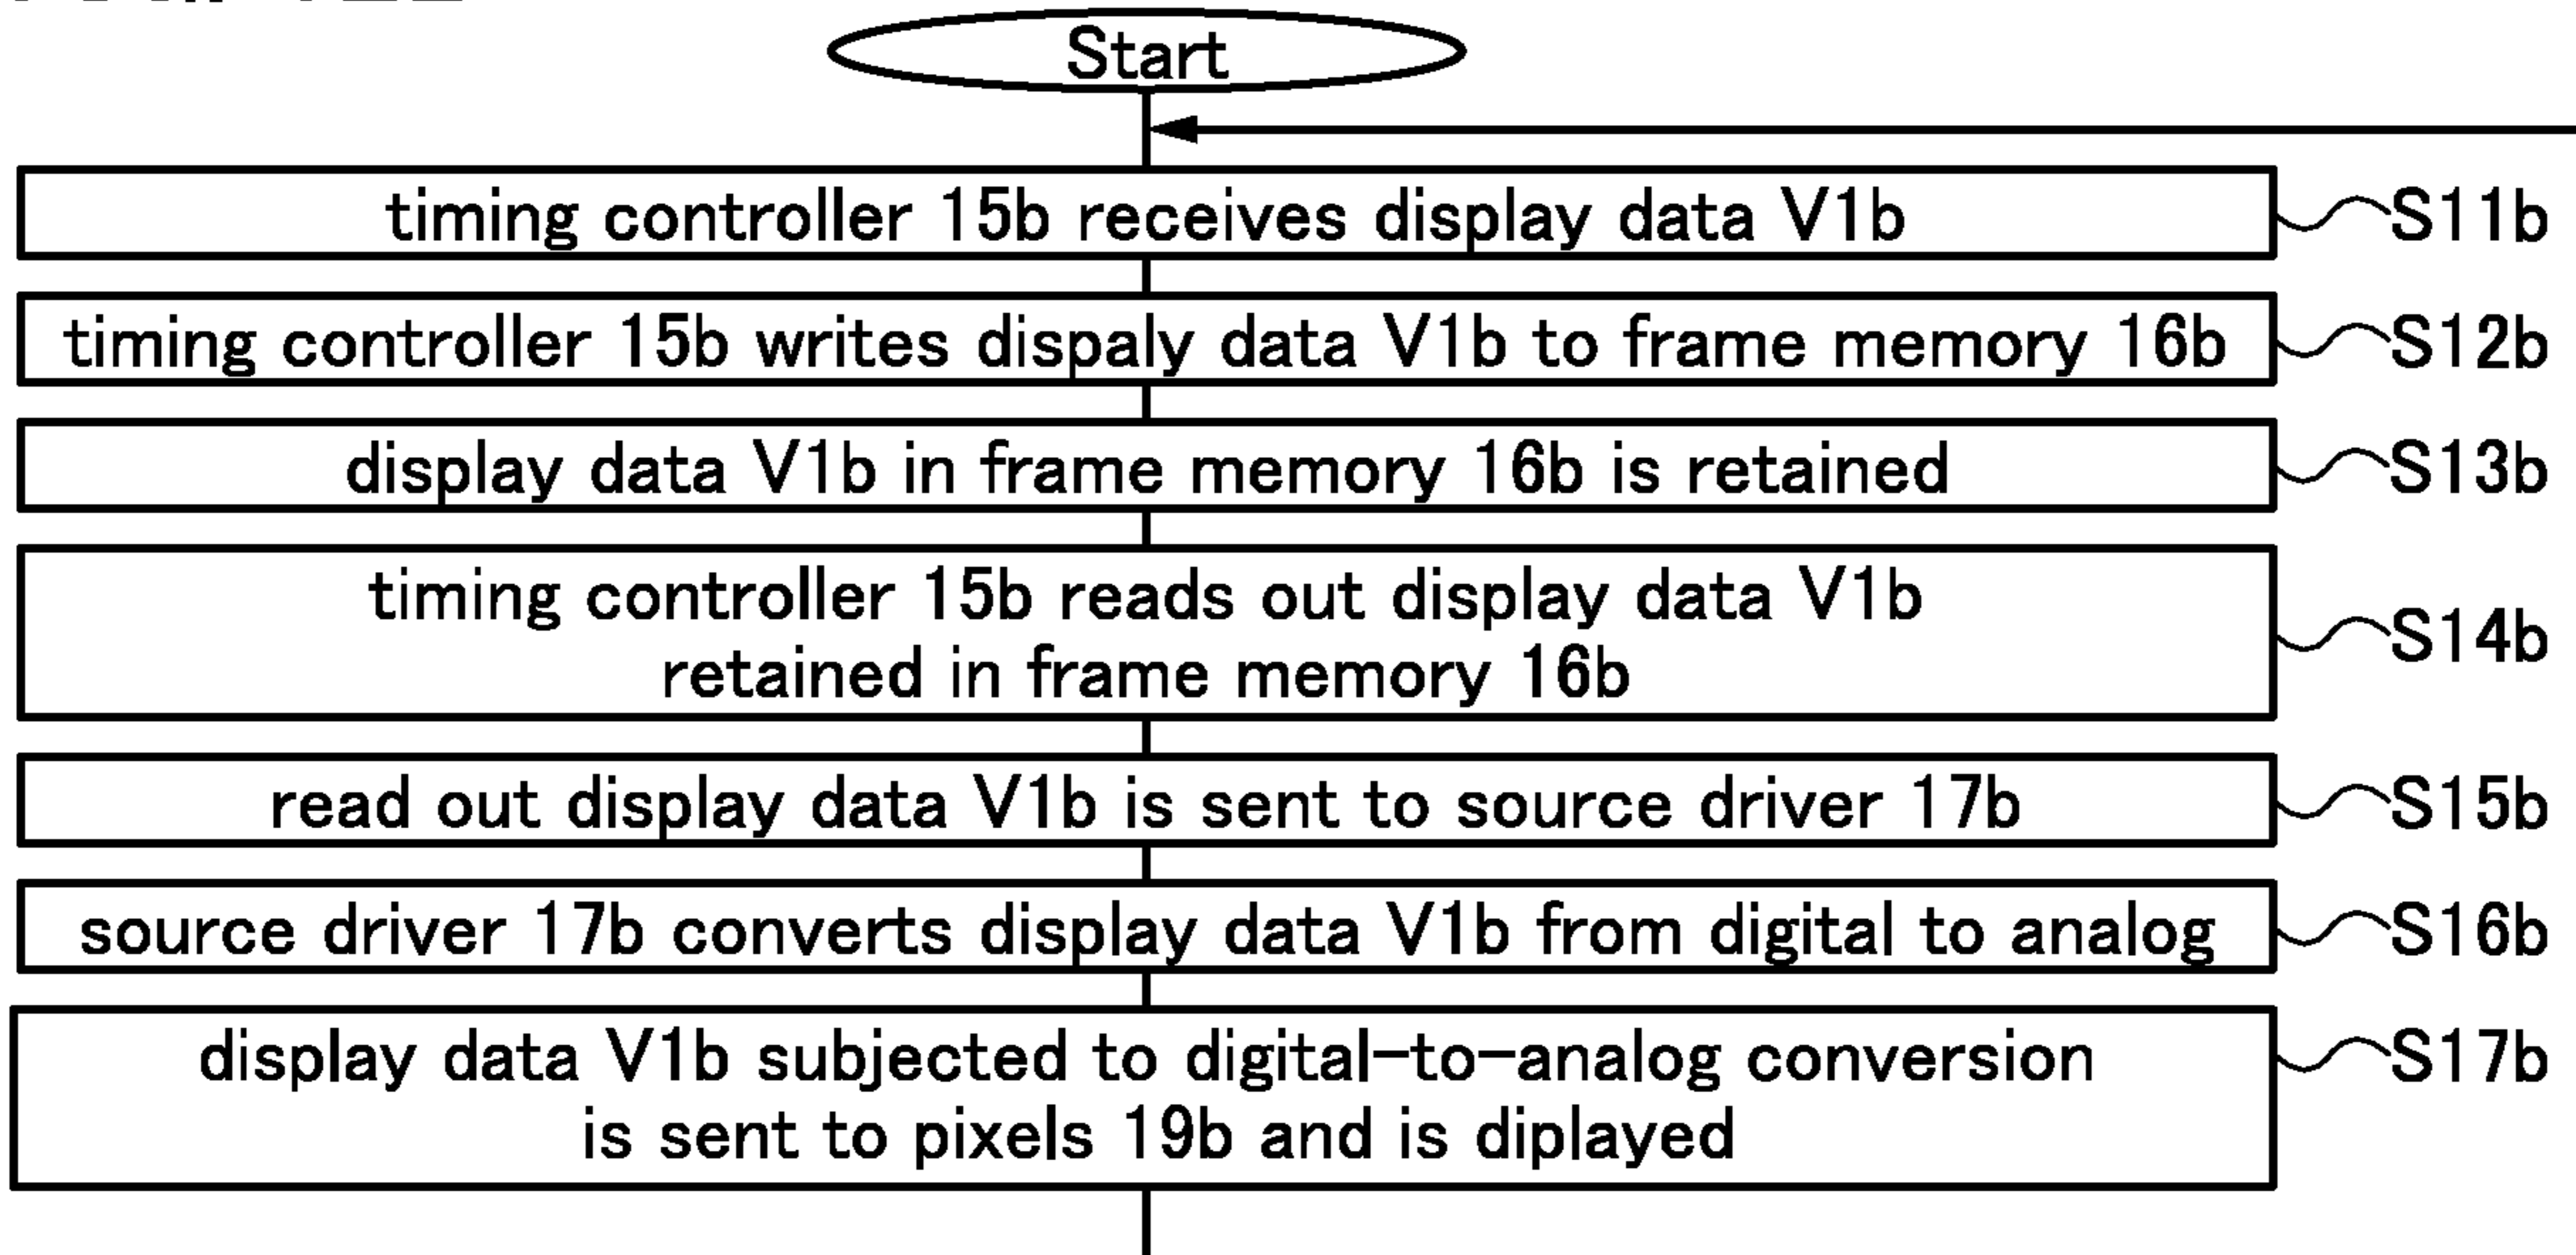 Start
timing controller 15b receives display data V1b
S11b
timing controller 15b writes dispaly data V1b to frame memory 16b
S12b
display data V1b in frame memory 16b is retained
S13b
timing controller 15b reads out display data V1b
retained in frame memory 16b
S14b
read out display data V1b is sent to source driver 17b
S15b
source driver 17b converts display data V1b from digital to analog
S16b
display data V1b subjected to digital-to-analog conversion
is sent to pixels 19b and is diplayed
S17b